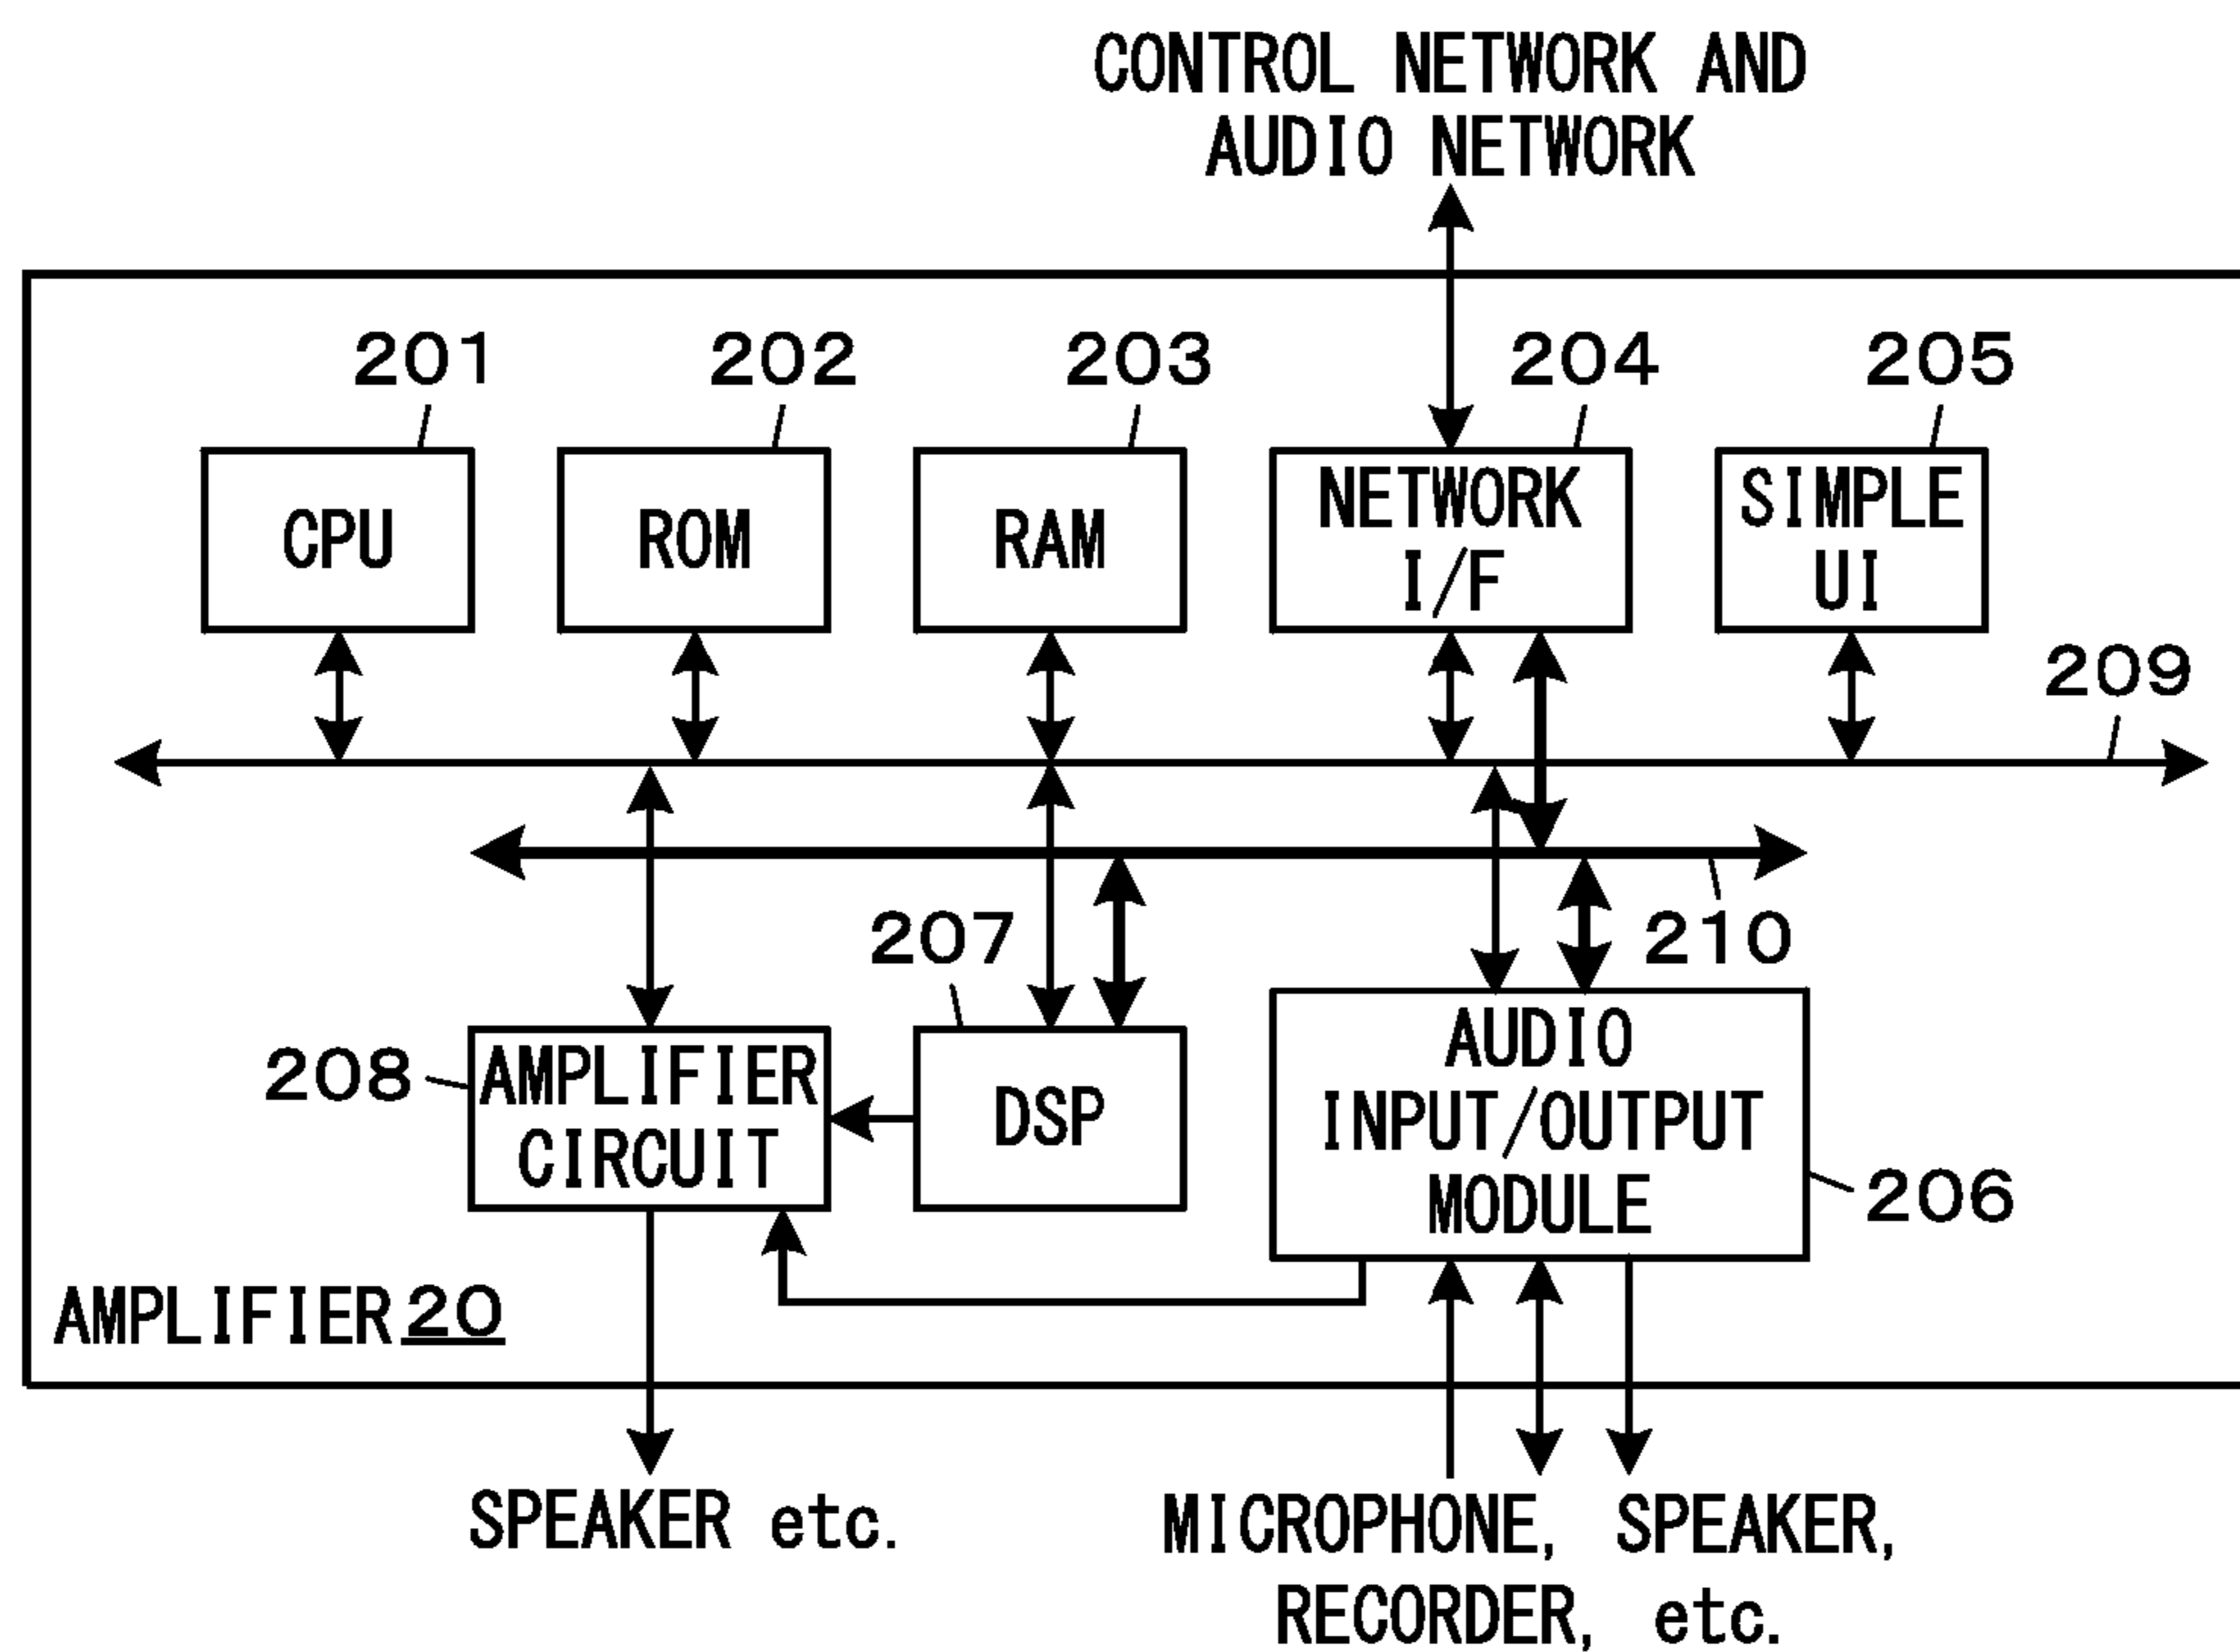 CONTROL NETWORK AND
AUDIO NETWORK
201
202
203
204
205
CPU
ROM
RAM
NETWORK
I/F
SIMPLE
UI
209
207
210
208
AMPLIFIER
CIRCUIT
DSP
AUDIO
INPUT/OUTPUT
MODULE
206
AMPLIFIER 20
SPEAKER etc.
MICROPHONE, SPEAKER,
RECORDER, etc.